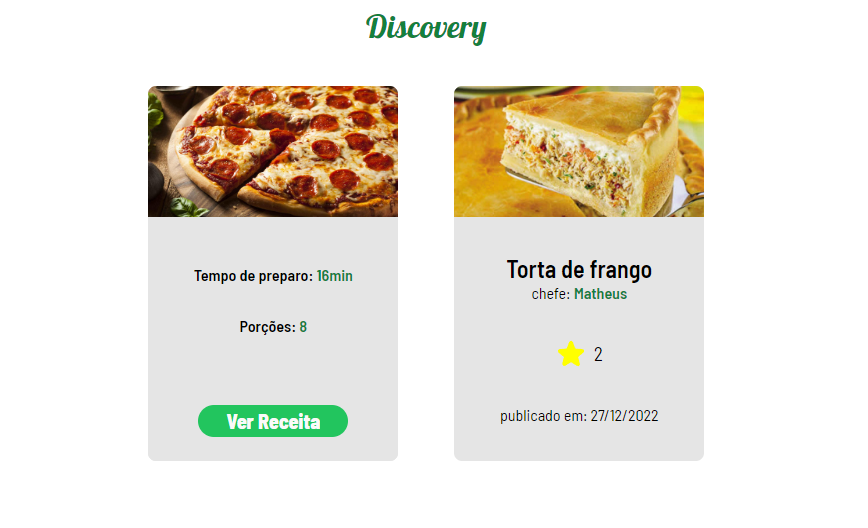 Discovery
Tempo de preparo: 16min
Porções: 8
Ver Receita
Torta de frango
chefe: Matheus
2
publicado em: 27/12/2022